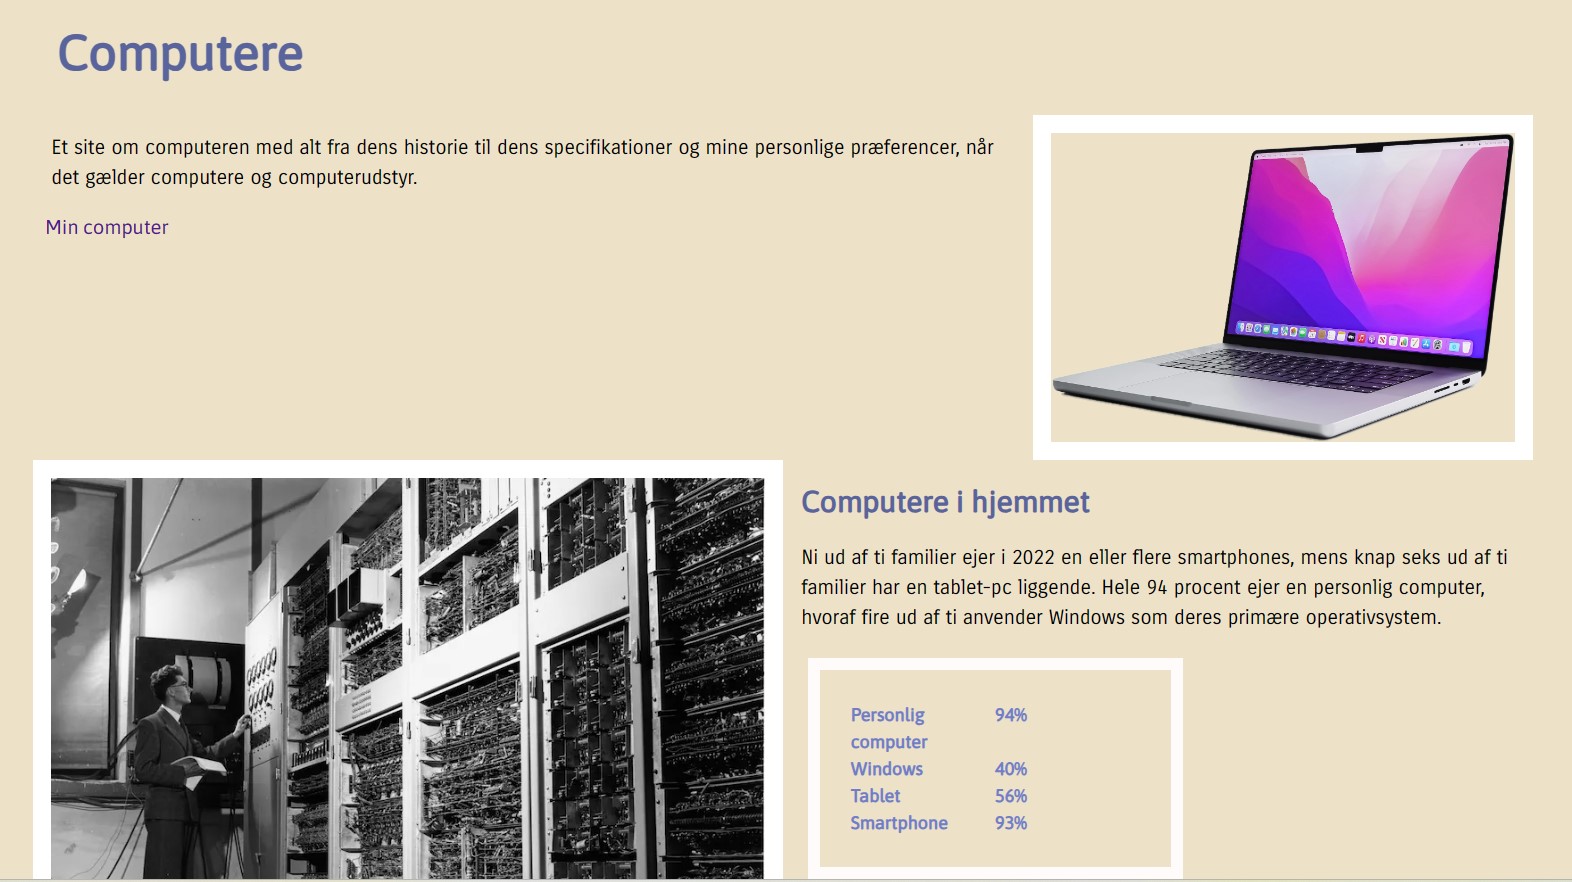 Computere
Et site om computeren med alt fra dens historie til dens specifikationer og mine personlige præferencer, når
det gælder computere og computerudstyr.
Min computer
Computere i hjemmet
Ni ud af ti familier ejer i 2022 en eller flere smartphones, mens knap seks ud af ti
familier har en tablet-pc liggende. Hele 94 procent ejer en personlig computer,
hvoraf fire ud af ti anvender Windows som deres primære operativsystem.
Personlig 94%
computer
Windows 40%
Tablet 56%
Smartphone 93%